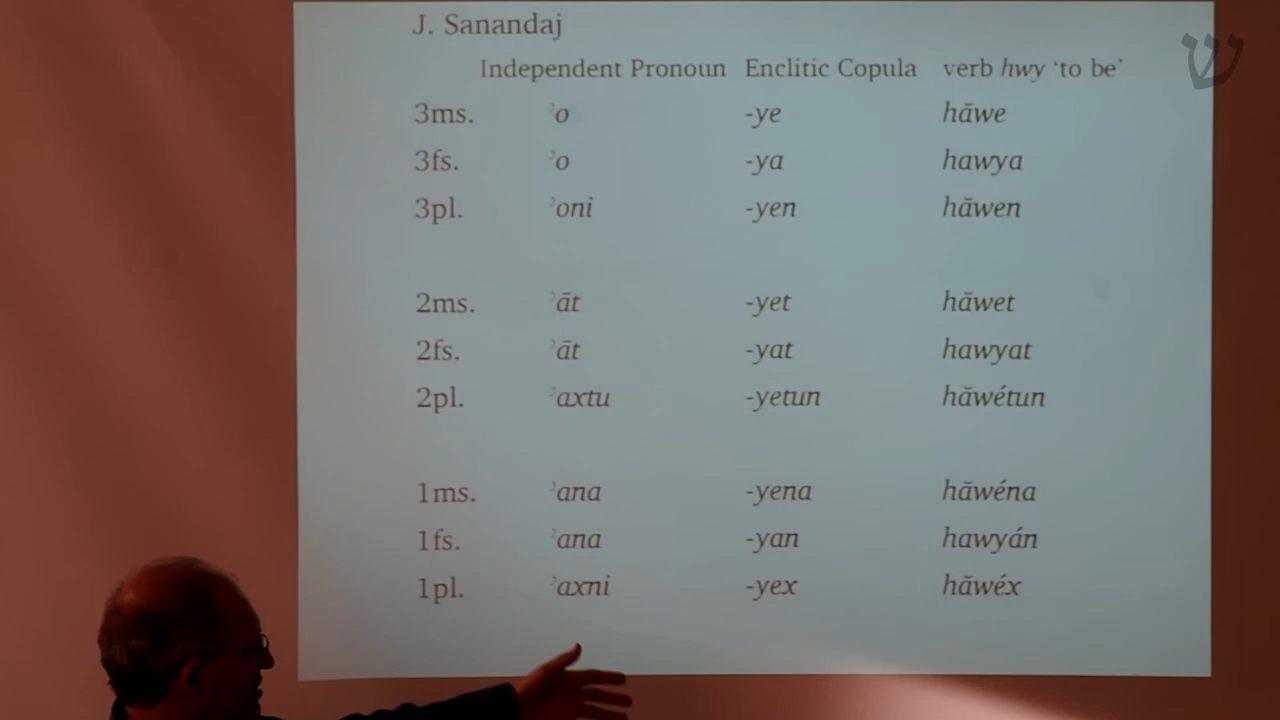 J. Sanandaj
Independent Pronoun Enclitic Copula verb hwy ‘to be’
3ms. ʾo -ye hăwe
3fs. ʾo -ya hawya
3pl. ʾoni -yen hăwen
2ms. ʾāt -yet hăwet
2fs. ʾāt -yat hawyat
2pl. ʾaxtu -yetun hăwétun
1ms. ʾana -yena hăwéna
1fs. ʾana -yan hawyán
1pl. ʾaxni -yex hăwéx
ש